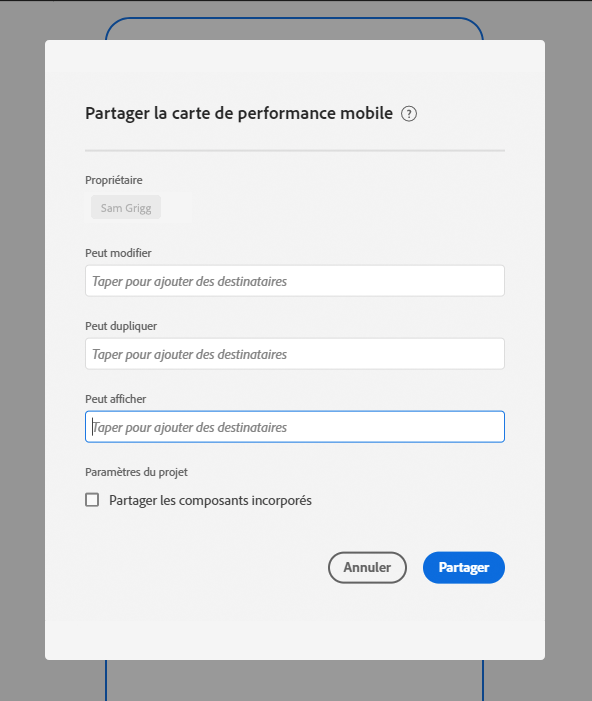 Partager la carte de performance mobile ?
Propriétaire
Sam Grigg
Peut modifier
Taper pour ajouter des destinataires
Peut dupliquer
Taper pour ajouter des destinataires
Peut afficher
Taper pour ajouter des destinataires
Paramètres du projet
Partager les composants incorporés
Annuler Partager